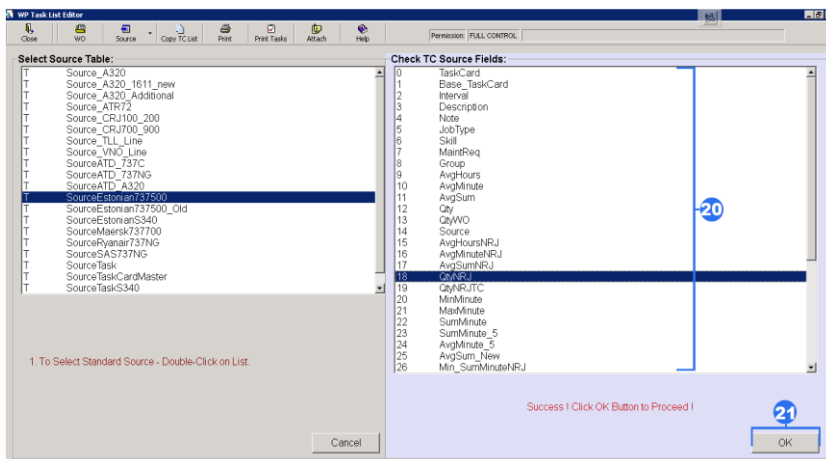 WP Task List Editor
Close
WO
Source
Copy TC List
Print
Print Tasks
Attach
Help
Permission: FULL CONTROL
Select Source Table:
T Source_A320
T Source_A320_1611_new
T Source_A320_Additional
T Source_ATR72
T Source_CRJ100_200
T Source_CRJ700_900
T Source_TLL_Line
T Source_VNO_Line
T SourceATD_737C
T SourceATD_737NG
T SourceATD_A320
T SourceEstonian737500
T SourceEstonian737500_Old
T SourceEstonianS340
T SourceMaersk737700
T SourceRyanair737NG
T SourceSAS737NG
T SourceTask
T SourceTaskCardMaster
T SourceTaskS340
1. To Select Standard Source - Double-Click on List.
Cancel
Check TC Source Fields:
0 TaskCard
1 Base_TaskCard
2 Interval
3 Description
4 Note
5 JobType
6 Skill
7 MaintReq
8 Group
9 AvgHours
10 AvgMinute
11 AvgSum
12 Qty
13 QtyWO
14 Source
15 AvgHoursNRJ
16 AvgMinuteNRJ
17 AvgSumNRJ
18 QtyNRJ
19 QtyNRJTC
20 MinMinute
21 MaxMinute
22 SumMinute
23 SumMinute_5
24 AvgMinute_5
25 AvgSum_New
26 Min_SumMinuteNRJ
20
Success ! Click OK Button to Proceed !
21
OK